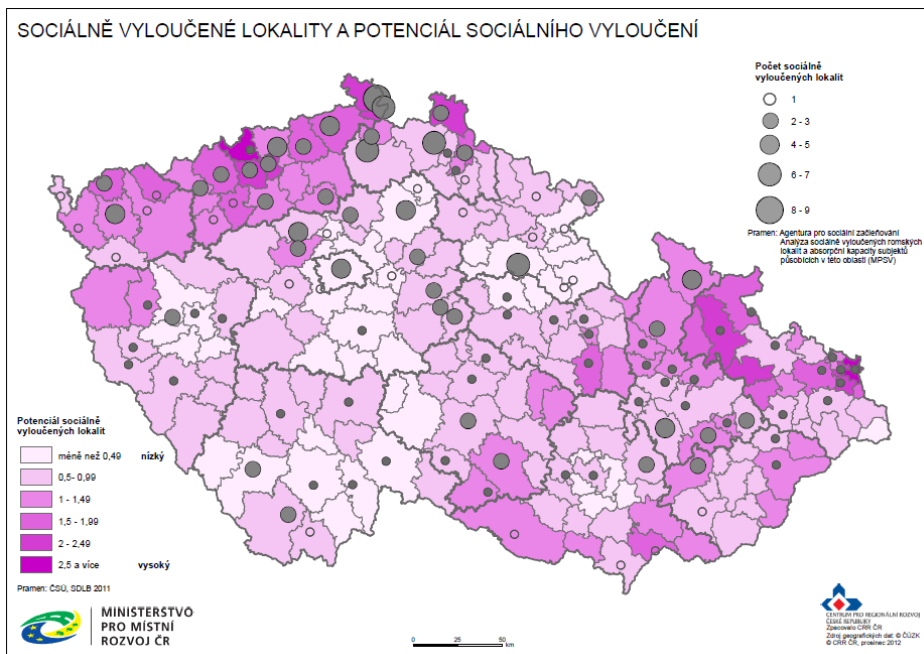 SOCIÁLNĚ VYLOUČENÉ LOKALITY A POTENCIÁL SOCIÁLNÍHO VYLOUČENÍ
Počet sociálně
vyloučených lokalit
1
2 - 3
4 - 5
6 - 7
8 - 9
Pramen: Agentura pro sociální začleňování
Analýza sociálně vyloučených romských
lokalit a absorpční kapacity subjektů
působících v této oblasti (MPSV)
Potenciál sociálně
vyloučených lokalit
méně než 0,49 nízký
0,5- 0,99
1 - 1,49
1,5 - 1,99
2 - 2,49
2,5 a více vysoký
Pramen: ČSÚ, SDLB 2011
MINISTERSTVO
PRO MÍSTNÍ
ROZVOJ ČR
0 25 50
km
CENTRUM PRO REGIONÁLNÍ ROZVOJ
ČESKÉ REPUBLIKY
Zpracovalo CRR ČR
Zdroj geografických dat: © ČÚZK
© CRR ČR, prosinec 2012